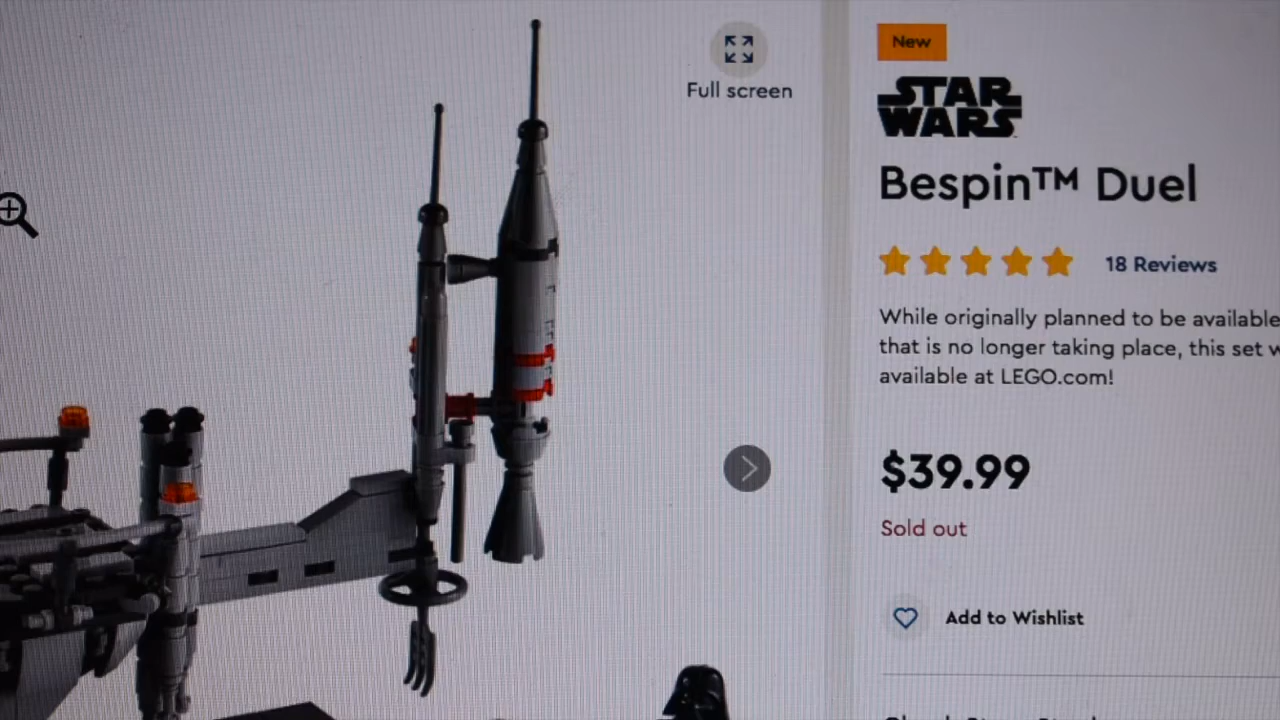 Full screen
New
STAR
WARS
Bespin™ Duel
18 Reviews
While originally planned to be available
that is no longer taking place, this set
available at LEGO.com!
$39.99
Sold out
Add to Wishlist